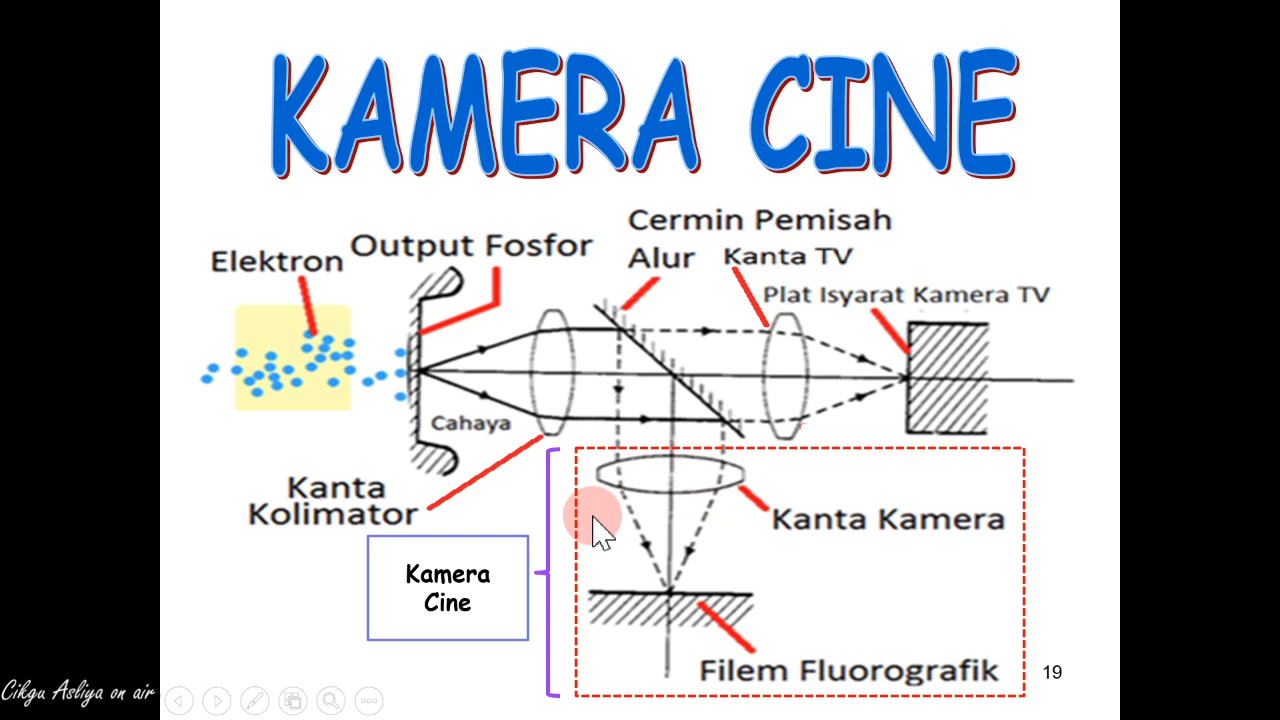 KAMERA CINE
Cermin Pemisah
Alur
Kanta TV
Output Fosfor
Elektron
Plat Isyarat Kamera TV
Cahaya
Kanta
Kolimator
Kanta Kamera
Kamera
Cine
Filem Fluorografik
19
Cikgu Asliya on air